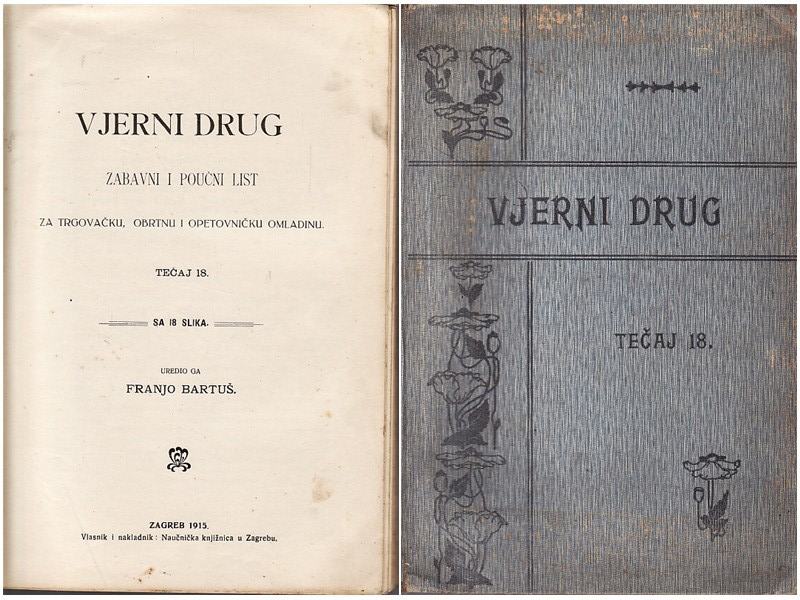 VJERNI DRUG
ZABAVNI I POUČNI LIST
ZA TRGOVAČKU, OBRTNU I OPETOVNIČKU OMLADINU.
TEČAJ 18.
SA 18 SLIKA.
UREDIO GA
FRANJO BARTUŠ.
ZAGREB 1915.
Vlasnik i nakladnik: Naučnička knjižnica u Zagrebu.
VJERNI DRUG
TEČAJ 18.